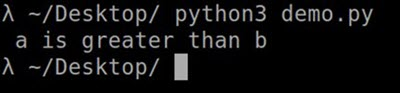 λ ~/Desktop/ python3 demo.py
a is greater than b
λ ~/Desktop/